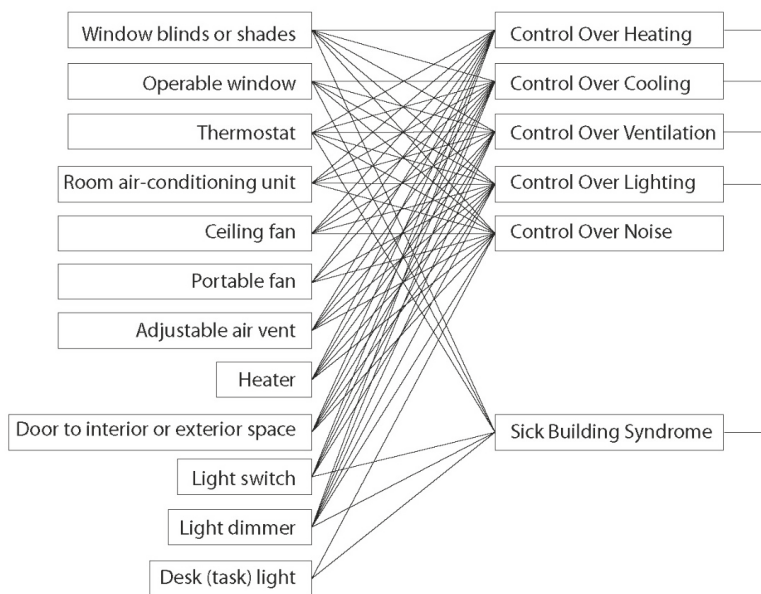 Window blinds or shades
Operable window
Thermostat
Room air-conditioning unit
Ceiling fan
Portable fan
Adjustable air vent
Heater
Door to interior or exterior space
Light switch
Light dimmer
Desk (task) light
Control Over Heating
Control Over Cooling
Control Over Ventilation
Control Over Lighting
Control Over Noise
Sick Building Syndrome